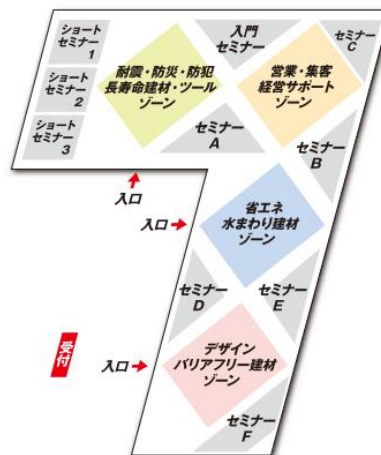 ショート
セミナー
1
ショート
セミナー
2
ショート
セミナー
3
耐震・防災・防犯
長寿命建材・ツール
ゾーン
入門
セミナー
営業・集客
経営サポート
ゾーン
セミナー
C
セミナー
A
セミナー
B
入口
入口
省エネ
水まわり建材
ゾーン
セミナー
D
セミナー
E
受付
入口
デザイン
バリアフリー建材
ゾーン
セミナー
F